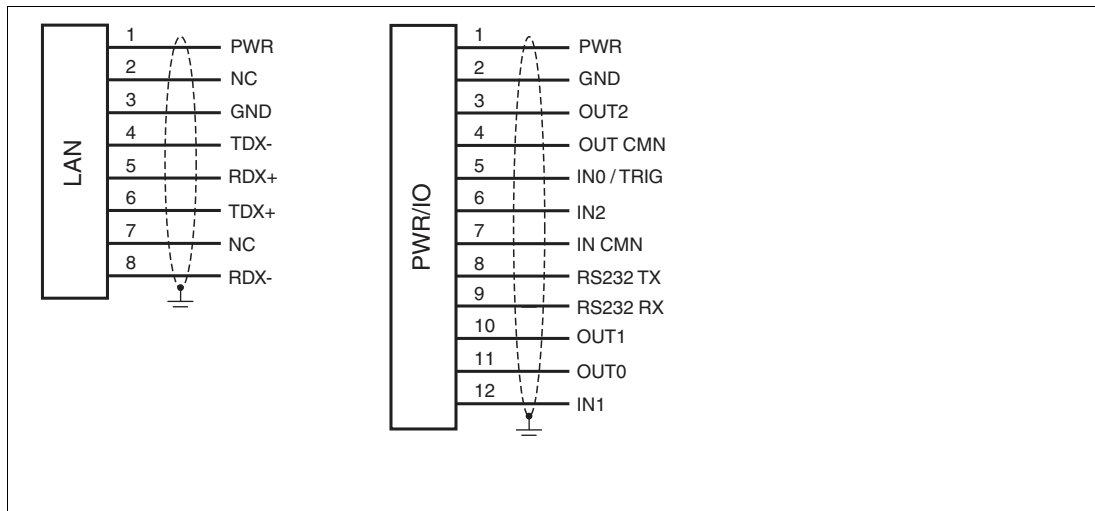 LAN
1 PWR
2 NC
3 GND
4 TDX-
5 RDX+
6 TDX+
7 NC
8 RDX-
PWR/IO
1 PWR
2 GND
3 OUT2
4 OUT CMN
5 IN0 / TRIG
6 IN2
7 IN CMN
8 RS232 TX
9 RS232 RX
10 OUT1
11 OUT0
12 IN1